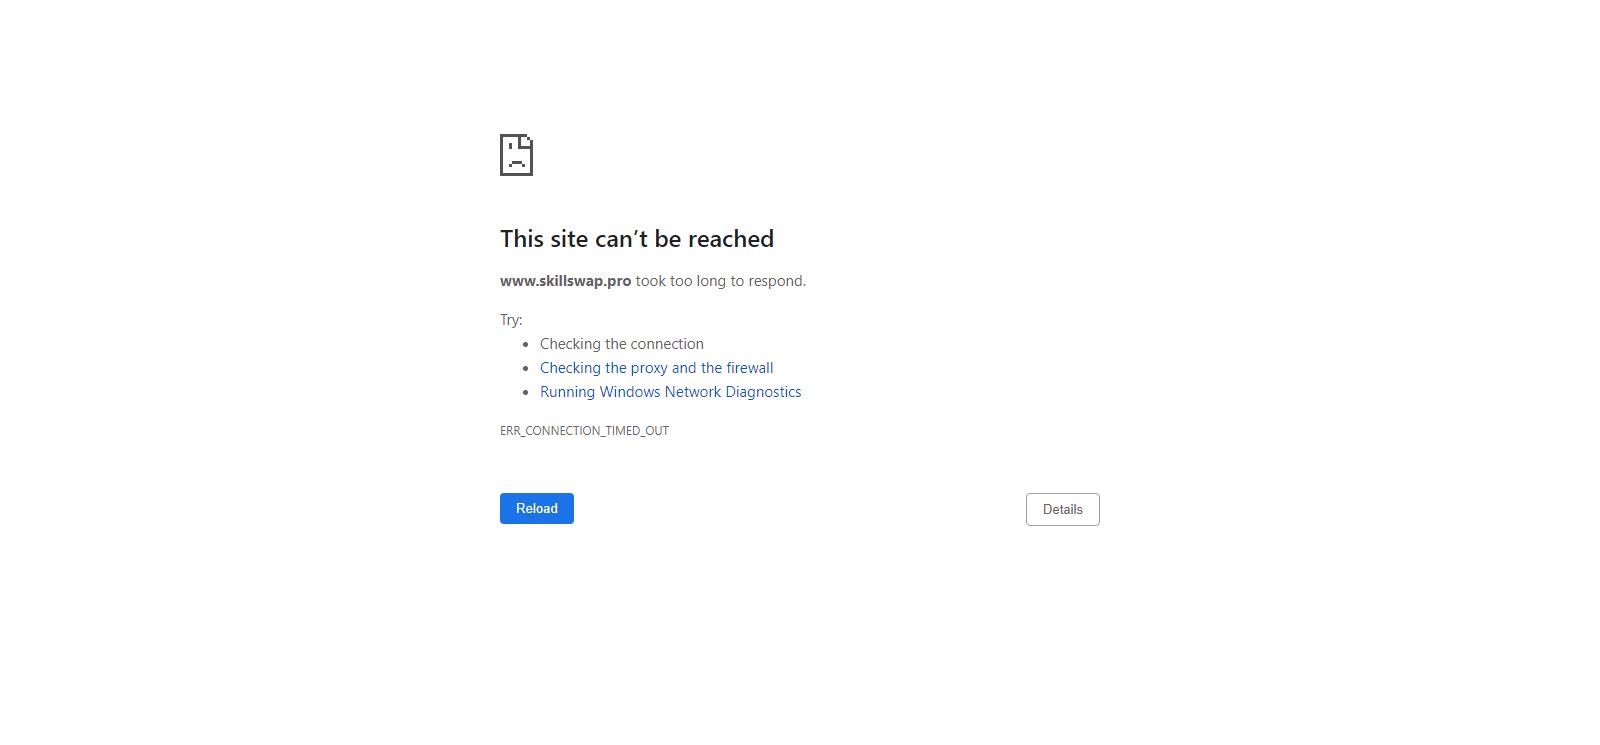 This site can’t be reached
www.skillswap.pro took too long to respond.
Try:
Checking the connection
Checking the proxy and the firewall
Running Windows Network Diagnostics
ERR_CONNECTION_TIMED_OUT
Reload
Details